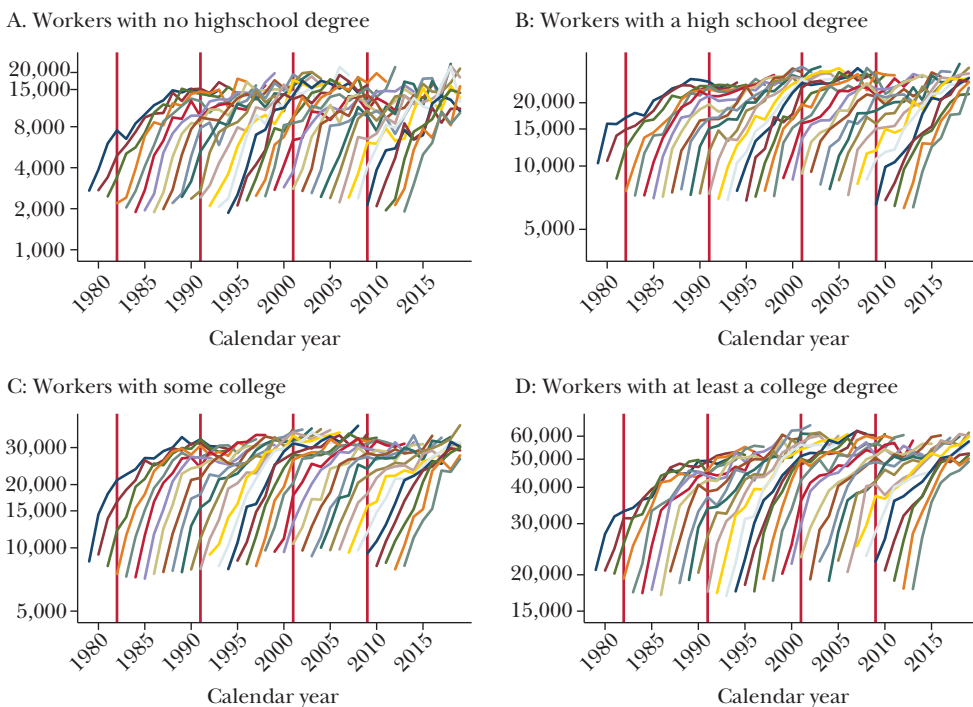 A. Workers with no highschool degree
20,000
15,000
8,000
4,000
2,000
1,000
1980 1985 1990 1995 2000 2005 2010 2015
Calendar year
B: Workers with a high school degree
20,000
15,000
10,000
5,000
1980 1985 1990 1995 2000 2005 2010 2015
Calendar year
C: Workers with some college
30,000
20,000
15,000
10,000
5,000
1980 1985 1990 1995 2000 2005 2010 2015
Calendar year
D: Workers with at least a college degree
60,000
50,000
40,000
30,000
20,000
15,000
1980 1985 1990 1995 2000 2005 2010 2015
Calendar year